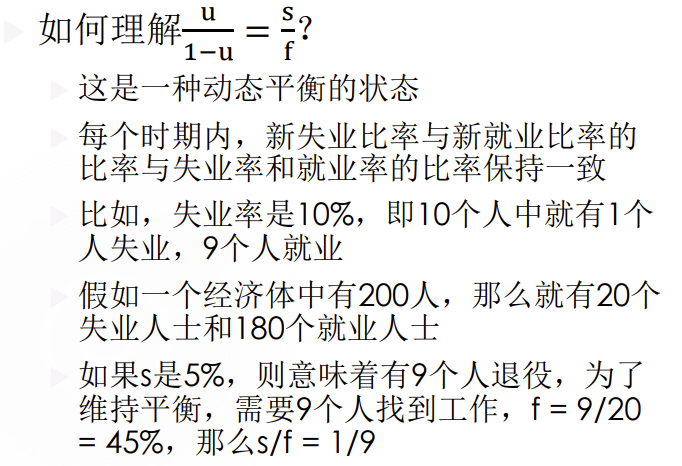 如何理解u/1−u = s/f?
这是一种动态平衡的状态
每个时期内，新失业比率与新就业比率的
比率与失业率和就业率的比率保持一致
比如，失业率是10%，即10个人中就有1个
人失业，9个人就业
假如一个经济体中有200人，那么就有20个
失业人士和180个就业人士
如果s是5%，则意味着有9个人退役，为了
维持平衡，需要9个人找到工作，f = 9/20
= 45%，那么s/f = 1/9